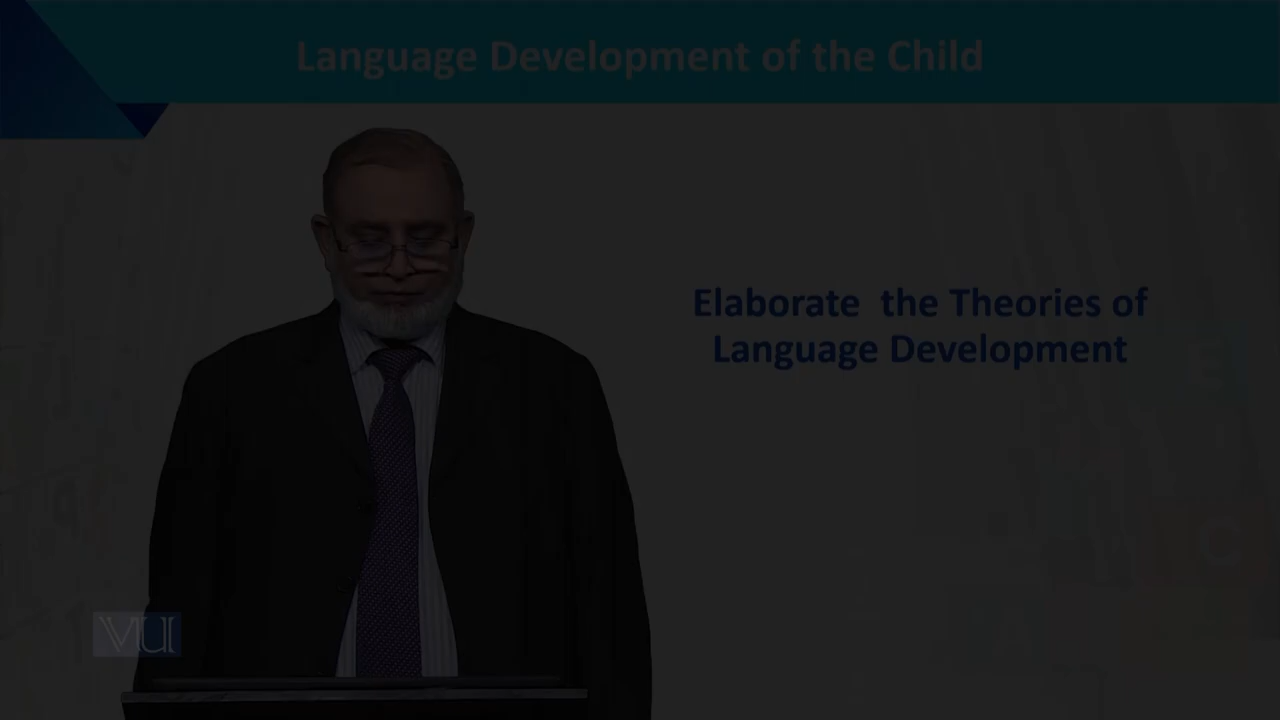 Language Development of the Child
Elaborate the Theories of
Language Development
VU